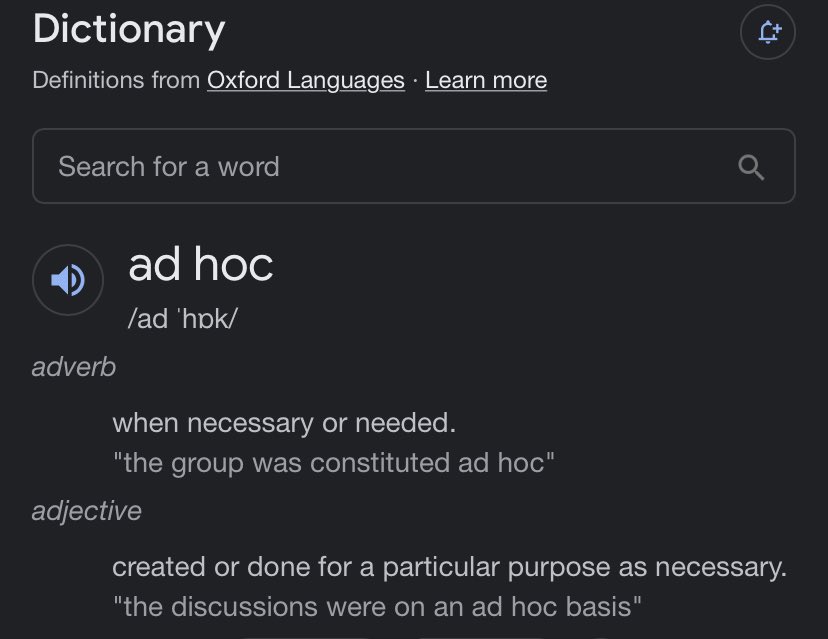 Dictionary
Definitions from Oxford Languages · Learn more
Search for a word
ad hoc
/ad ˈhɒk/
adverb
when necessary or needed.
"the group was constituted ad hoc"
adjective
created or done for a particular purpose as necessary.
"the discussions were on an ad hoc basis"